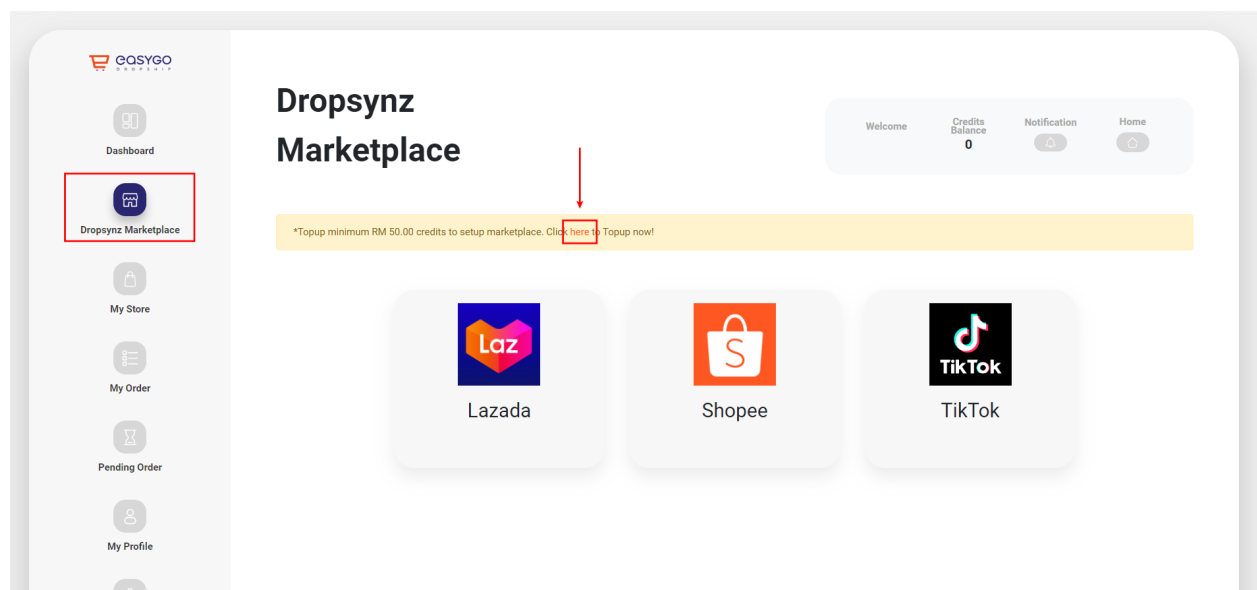 easyGO
DROPSHIP
Dashboard
Dropsynz Marketplace
My Store
My Order
Pending Order
My Profile
Dropsynz
Marketplace
Welcome
Credits
Balance
0
Notification
Home
*Topup minimum RM 50.00 credits to setup marketplace. Click here to Topup now!
Laz
Lazada
S
Shopee
TikTok
TikTok